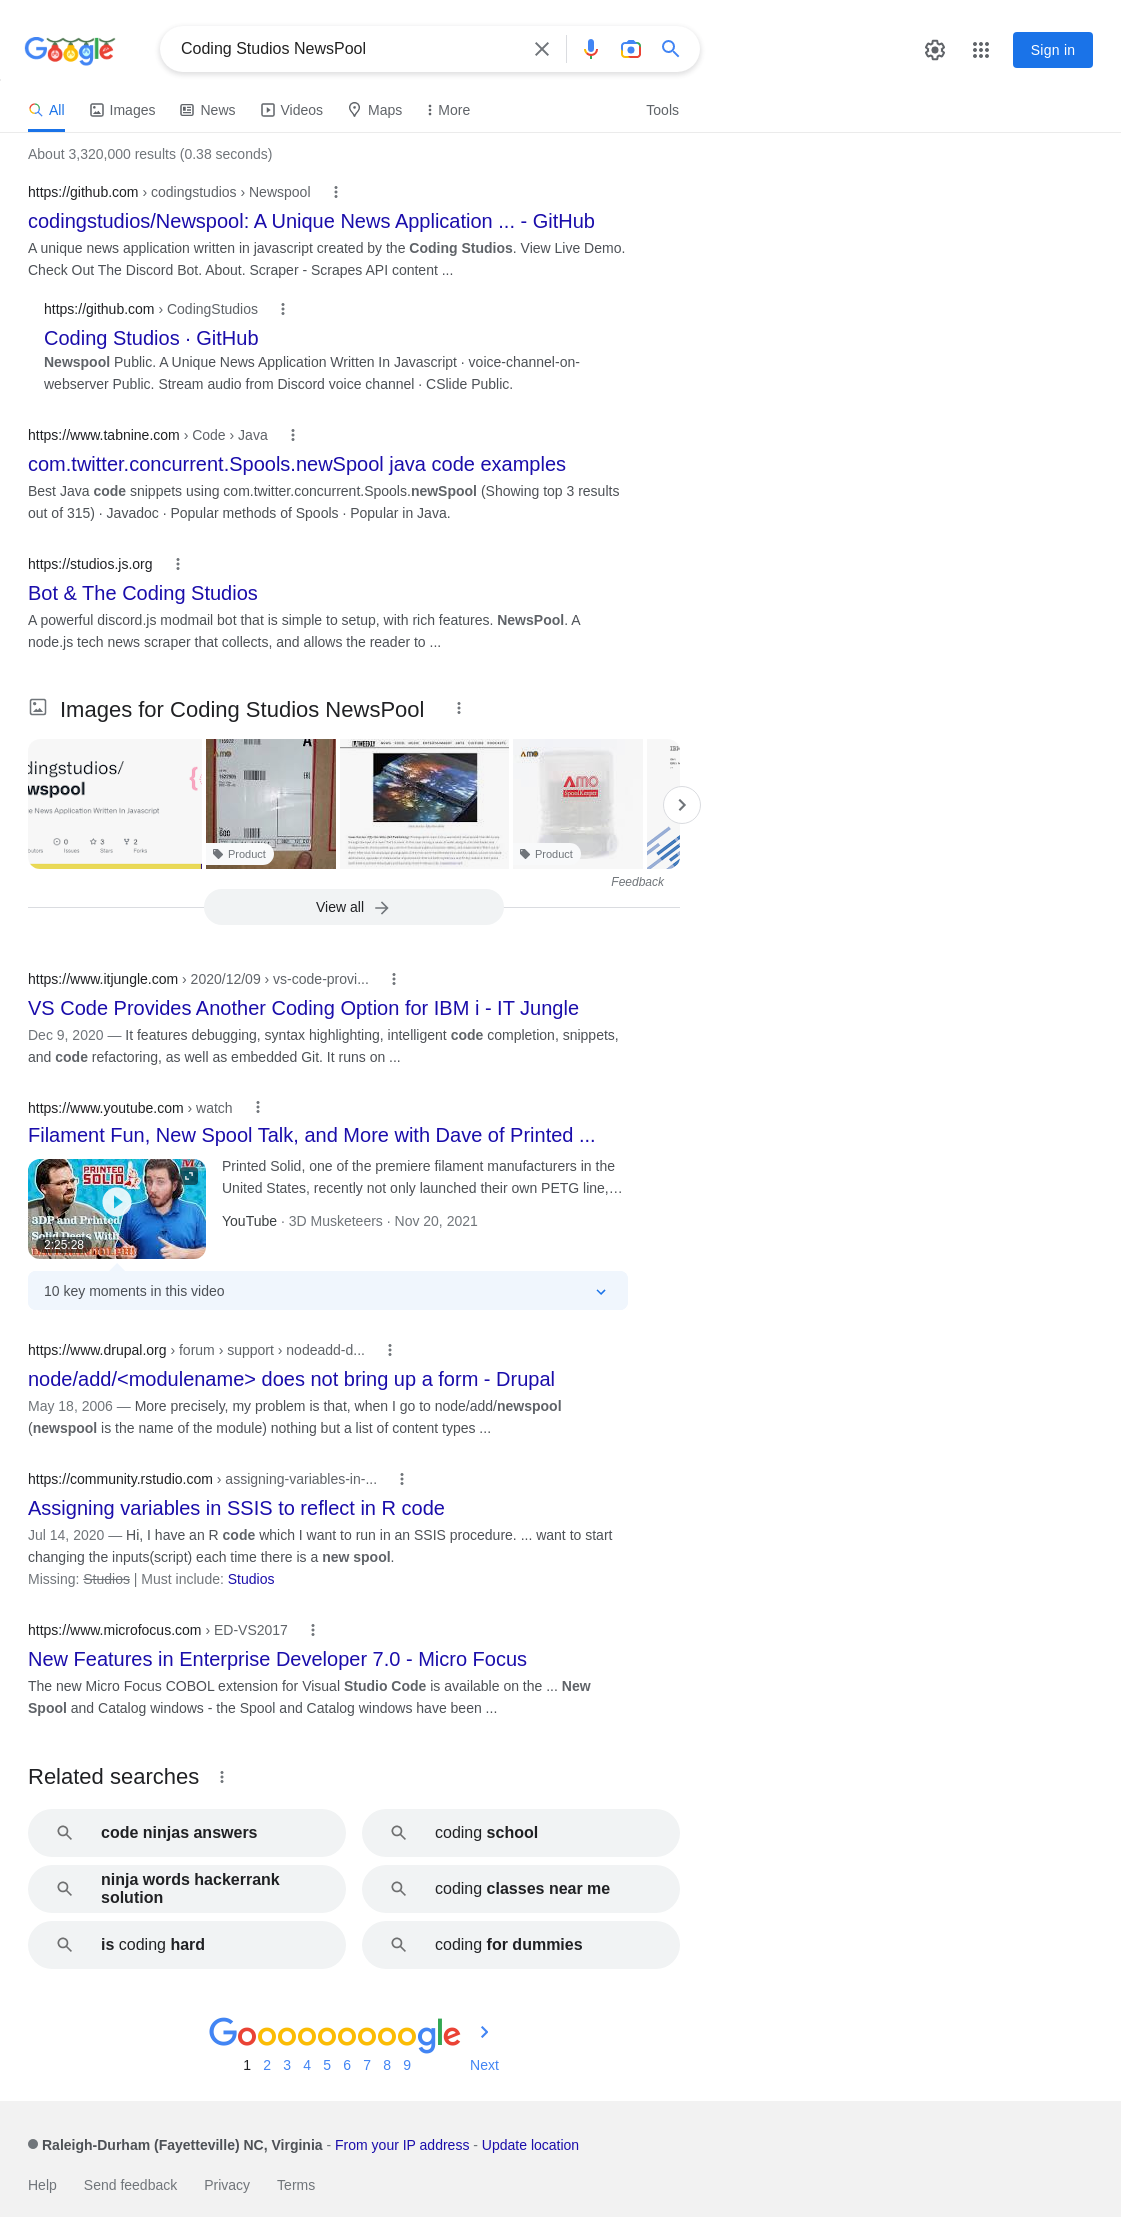 Google
Coding Studios NewsPool
Sign in
All
Images
News
Videos
Maps
More
Tools
About 3,320,000 results (0.38 seconds)
https://github.com › codingstudios › Newspool
codingstudios/Newspool: A Unique News Application ... - GitHub
A unique news application written in javascript created by the Coding Studios. View Live Demo.
Check Out The Discord Bot. About. Scraper - Scrapes API content ...
https://github.com › CodingStudios
Coding Studios · GitHub
Newspool Public. A Unique News Application Written In Javascript · voice-channel-on-
webserver Public. Stream audio from Discord voice channel · CSlide Public.
https://www.tabnine.com › Code › Java
com.twitter.concurrent.Spools.newSpool java code examples
Best Java code snippets using com.twitter.concurrent.Spools.newSpool (Showing top 3 results
out of 315) · Javadoc · Popular methods of Spools · Popular in Java.
https://studios.js.org
Bot & The Coding Studios
A powerful discord.js modmail bot that is simple to setup, with rich features. NewsPool. A
node.js tech news scraper that collects, and allows the reader to ...
Images for Coding Studios NewsPool
dingstudios/
wspool
e News Application Written In Javascript
0
3
2
Issues
Stars
Forks
AMO
1622906
Product
AMO
AMO
SpoolKeeper
Product
Feedback
View all
https://www.itjungle.com › 2020/12/09 › vs-code-provi...
VS Code Provides Another Coding Option for IBM i - IT Jungle
Dec 9, 2020 — It features debugging, syntax highlighting, intelligent code completion, snippets,
and code refactoring, as well as embedded Git. It runs on ...
https://www.youtube.com › watch
Filament Fun, New Spool Talk, and More with Dave of Printed ...
PRINTED
SOLID
3DP and Printed
Solid Deets With
2:25:28
Printed Solid, one of the premiere filament manufacturers in the
United States, recently not only launched their own PETG line,…
YouTube · 3D Musketeers · Nov 20, 2021
10 key moments in this video
https://www.drupal.org › forum › support › nodeadd-d...
node/add/<modulename> does not bring up a form - Drupal
May 18, 2006 — More precisely, my problem is that, when I go to node/add/newspool
(newspool is the name of the module) nothing but a list of content types ...
https://community.rstudio.com › assigning-variables-in-...
Assigning variables in SSIS to reflect in R code
Jul 14, 2020 — Hi, I have an R code which I want to run in an SSIS procedure. ... want to start
changing the inputs(script) each time there is a new spool.
Missing: Studios | Must include: Studios
https://www.microfocus.com › ED-VS2017
New Features in Enterprise Developer 7.0 - Micro Focus
The new Micro Focus COBOL extension for Visual Studio Code is available on the ... New
Spool and Catalog windows - the Spool and Catalog windows have been ...
Related searches
code ninjas answers
coding school
ninja words hackerrank
solution
coding classes near me
is coding hard
coding for dummies
Goooooooooogle
1 2 3 4 5 6 7 8 9 Next
Raleigh-Durham (Fayetteville) NC, Virginia - From your IP address - Update location
Help
Send feedback
Privacy
Terms